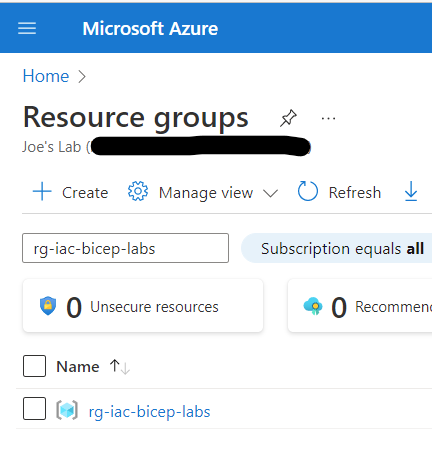 Microsoft Azure
Home
Resource groups
Joe's Lab (
Create Manage view Refresh
rg-iac-bicep-labs Subscription equals all
0 Unsecure resources 0
Name
rg-iac-bicep-labs